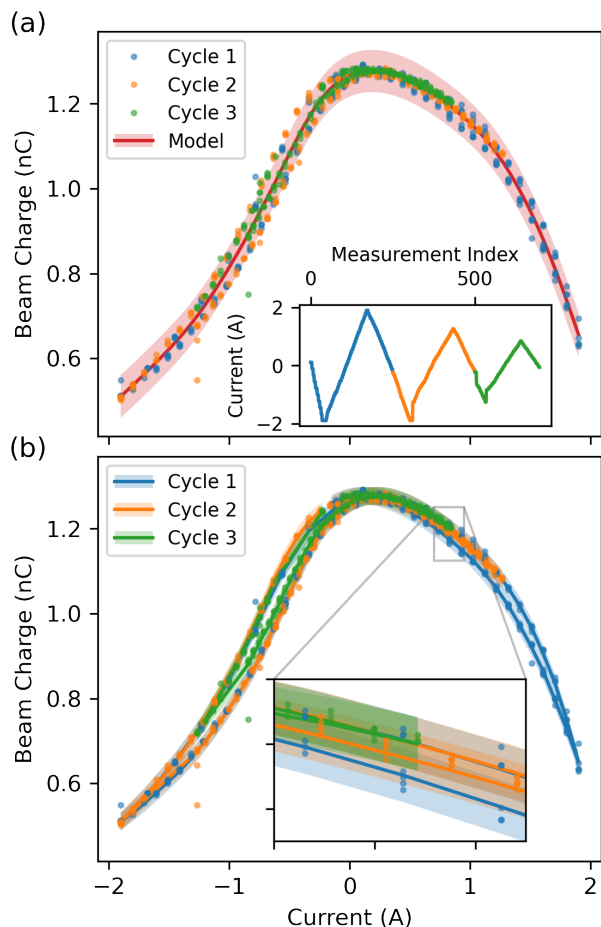 (a)
Cycle 1
Cycle 2
Cycle 3
Model
1.2
1.0
0.8
0.6
Beam Charge (nC)
Measurement Index
0
500
2
0
−2
Current (A)
(b)
Cycle 1
Cycle 2
Cycle 3
1.2
1.0
0.8
0.6
Beam Charge (nC)
−2
−1
0
1
2
Current (A)